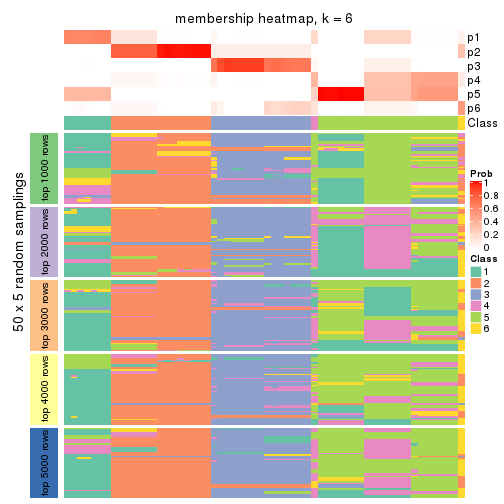 membership heatmap, k = 6
p1
p2
p3
p4
p5
p6
Class
50 x 5 random samplings
top 1000 rows
top 2000 rows
top 3000 rows
top 4000 rows
top 5000 rows
Prob
1
0.8
0.6
0.4
0.2
0
Class
1
2
3
4
5
6